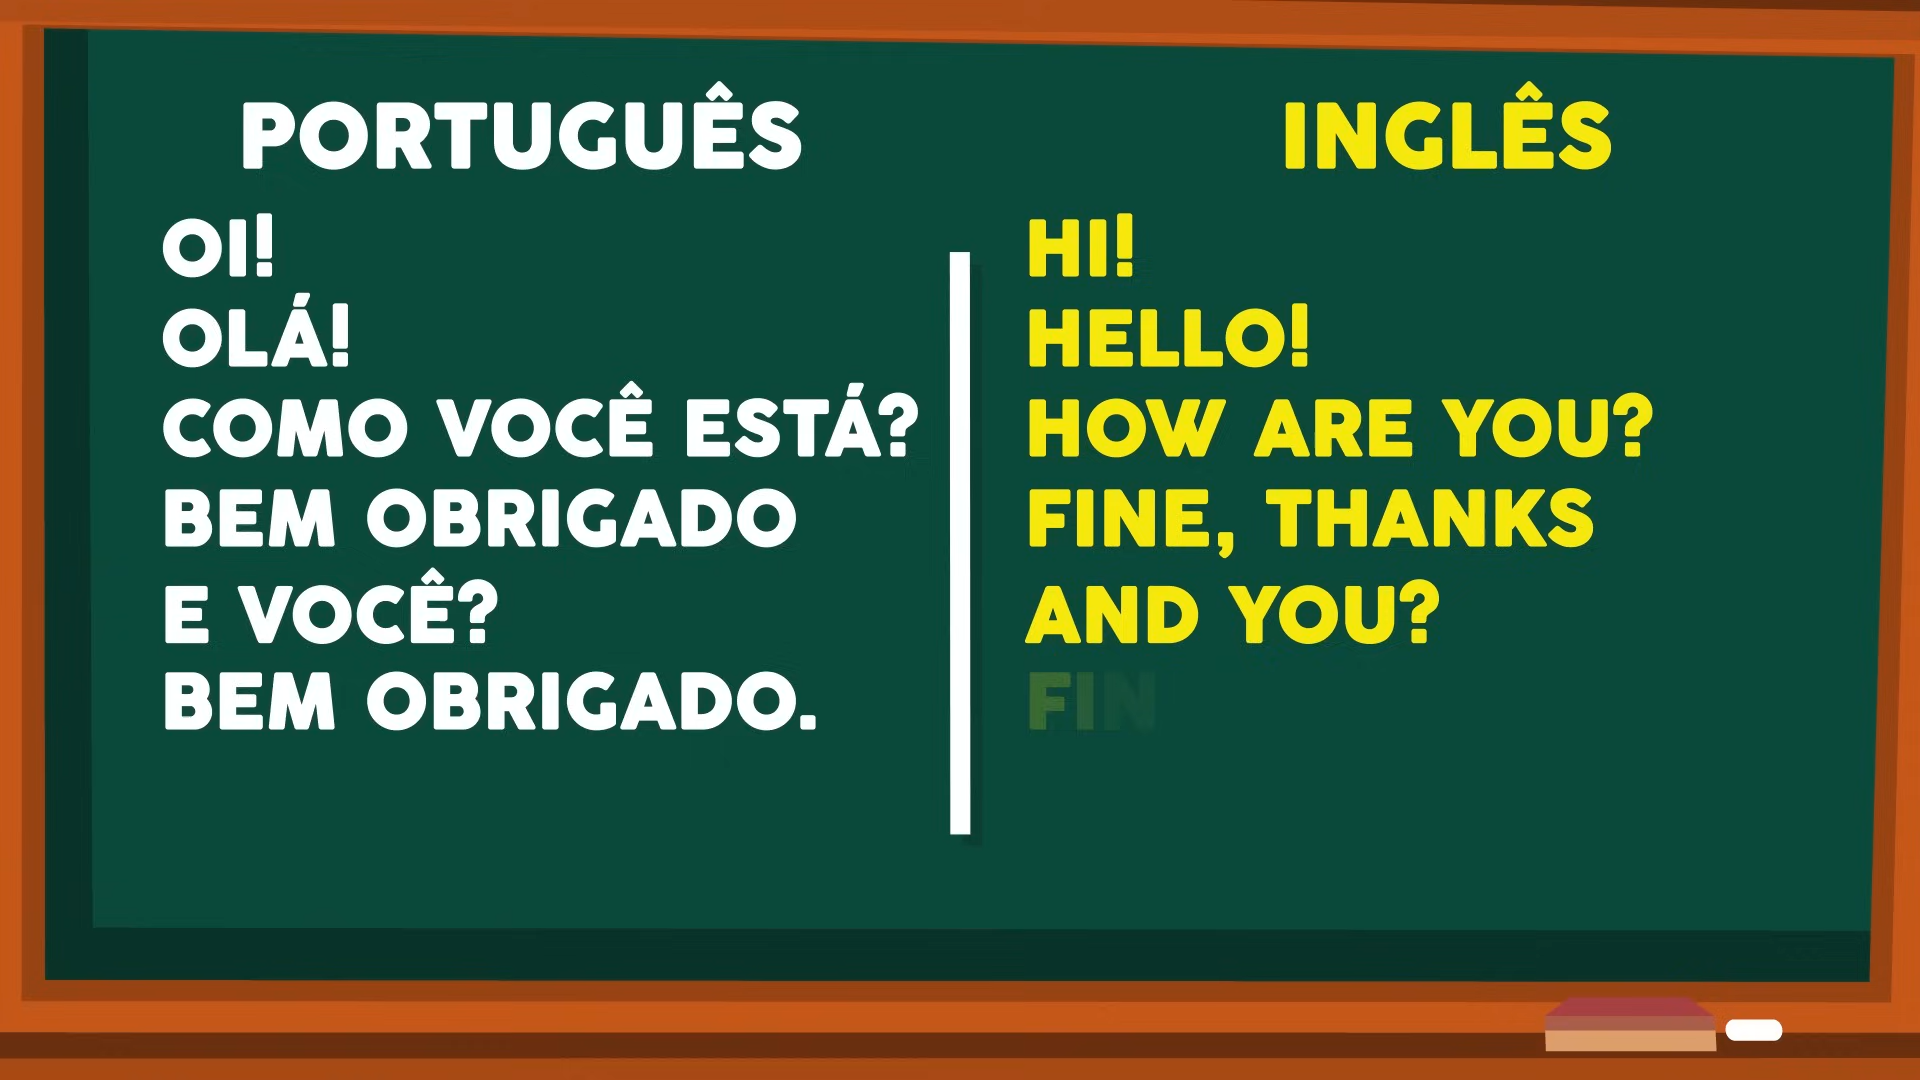 PORTUGUÊS
OI!
OLÁ!
COMO VOCÊ ESTÁ?
BEM OBRIGADO
E VOCÊ?
BEM OBRIGADO.
INGLÊS
HI!
HELLO!
HOW ARE YOU?
FINE, THANKS
AND YOU?
FIN